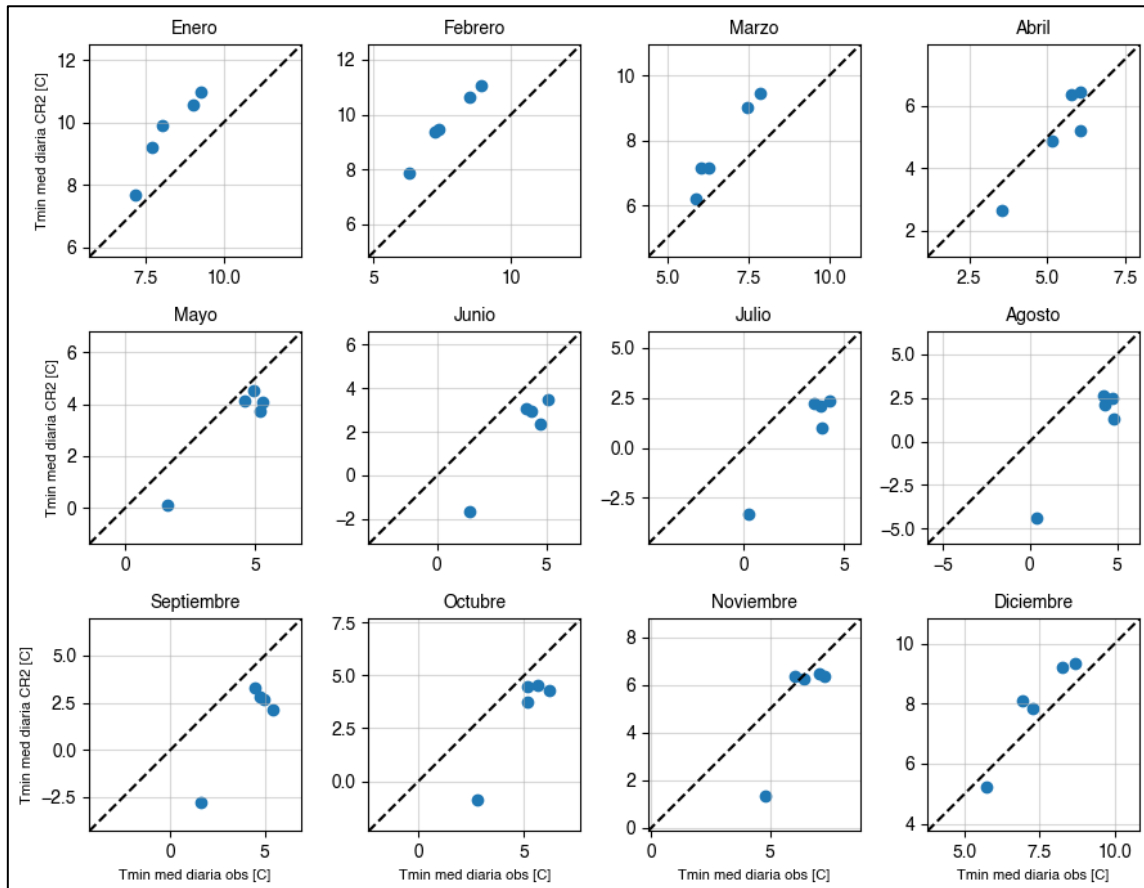 Enero Febrero Marzo Abril
Tmin med diaria CR2 [C]
12 12 10 6
10 10 8 4
8 8 6 2
6 6
7.5 10.0 5 10 5.0 7.5 10.0 2.5 5.0 7.5
Mayo Junio Julio Agosto
Tmin med diaria CR2 [C]
6 6 5.0 5.0
4 4 2.5 2.5
2 2 0.0 0.0
0 0 −2.5 −2.5
−2 −5.0
0 5 0 5 0 5 −5 0 5
Septiembre Octubre Noviembre Diciembre
Tmin med diaria CR2 [C]
5.0 7.5 8 10
2.5 5.0 6 8
0.0 2.5 4 6
−2.5 0.0 2 4
0
0 5 0 5 0 5 5.0 7.5 10.0
Tmin med diaria obs [C] Tmin med diaria obs [C] Tmin med diaria obs [C] Tmin med diaria obs [C]